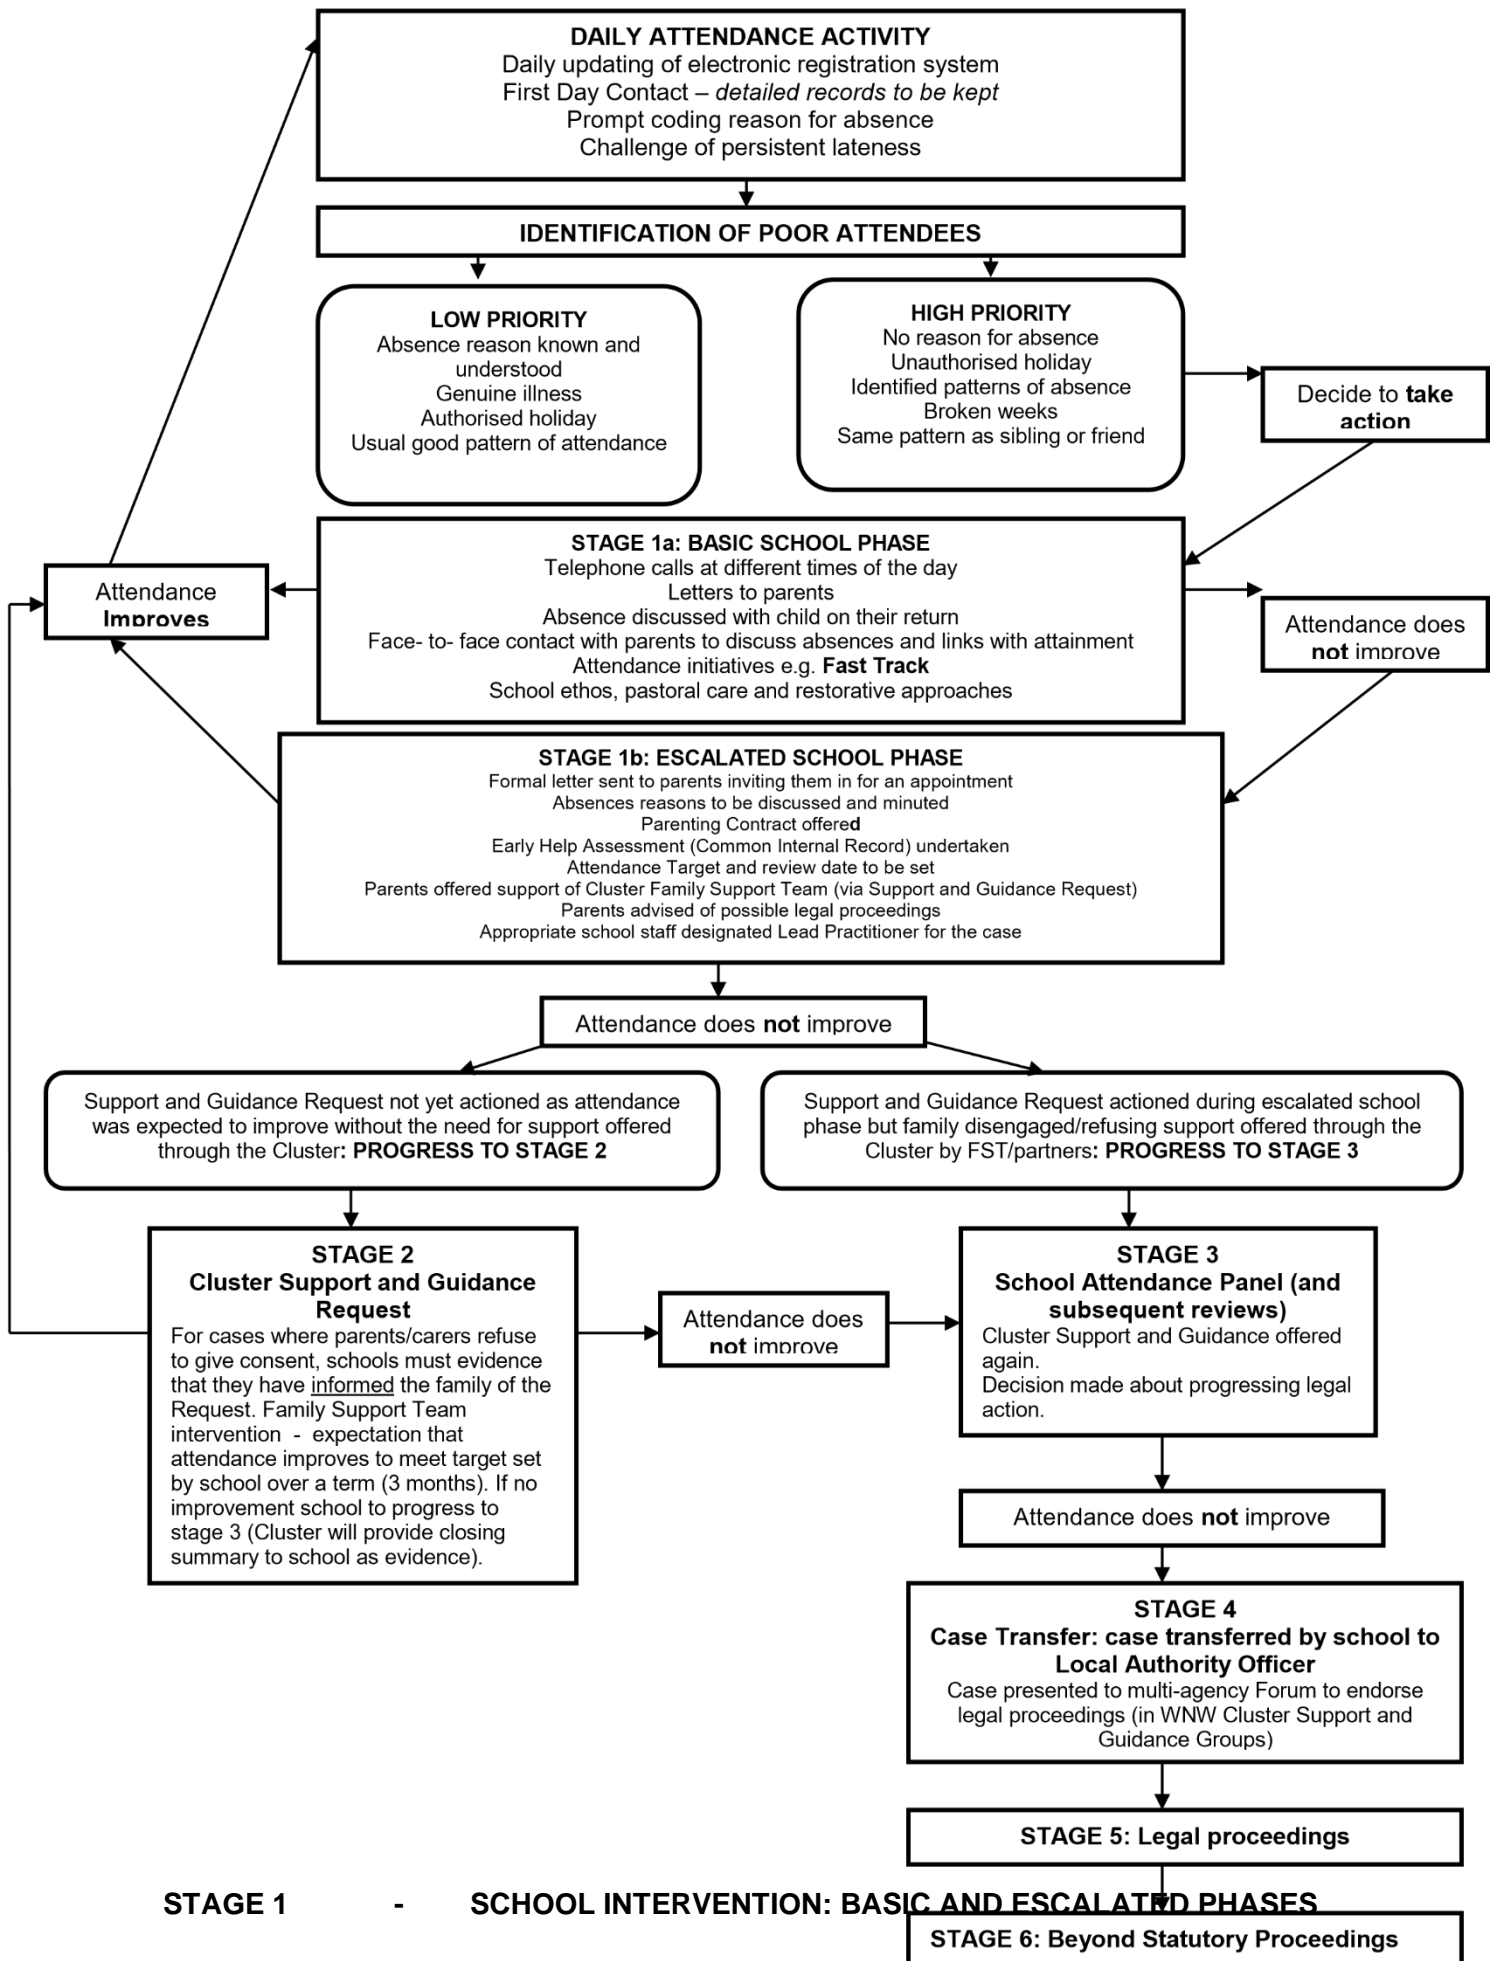 DAILY ATTENDANCE ACTIVITY
Daily updating of electronic registration system
First Day Contact – detailed records to be kept
Prompt coding reason for absence
Challenge of persistent lateness
IDENTIFICATION OF POOR ATTENDEES
LOW PRIORITY
Absence reason known and
understood
Genuine illness
Authorised holiday
Usual good pattern of attendance
HIGH PRIORITY
No reason for absence
Unauthorised holiday
Identified patterns of absence
Broken weeks
Same pattern as sibling or friend
Decide to take
action
STAGE 1a: BASIC SCHOOL PHASE
Telephone calls at different times of the day
Letters to parents
Absence discussed with child on their return
Face- to- face contact with parents to discuss absences and links with attainment
Attendance initiatives e.g. Fast Track
School ethos, pastoral care and restorative approaches
Attendance
Improves
Attendance does
not improve
STAGE 1b: ESCALATED SCHOOL PHASE
Formal letter sent to parents inviting them in for an appointment
Absences reasons to be discussed and minuted
Parenting Contract offered
Early Help Assessment (Common Internal Record) undertaken
Attendance Target and review date to be set
Parents offered support of Cluster Family Support Team (via Support and Guidance Request)
Parents advised of possible legal proceedings
Appropriate school staff designated Lead Practitioner for the case
Attendance does not improve
Support and Guidance Request not yet actioned as attendance
was expected to improve without the need for support offered
through the Cluster: PROGRESS TO STAGE 2
Support and Guidance Request actioned during escalated school
phase but family disengaged/refusing support offered through the
Cluster by FST/partners: PROGRESS TO STAGE 3
STAGE 2
Cluster Support and Guidance
Request
For cases where parents/carers refuse
to give consent, schools must evidence
that they have informed the family of the
Request. Family Support Team
intervention - expectation that
attendance improves to meet target set
by school over a term (3 months). If no
improvement school to progress to
stage 3 (Cluster will provide closing
summary to school as evidence).
Attendance does
not improve
STAGE 3
School Attendance Panel (and
subsequent reviews)
Cluster Support and Guidance offered
again.
Decision made about progressing legal
action.
Attendance does not improve
STAGE 4
Case Transfer: case transferred by school to
Local Authority Officer
Case presented to multi-agency Forum to endorse
legal proceedings (in WNW Cluster Support and
Guidance Groups)
STAGE 5: Legal proceedings
STAGE 1 - SCHOOL INTERVENTION: BASIC AND ESCALATED PHASES
STAGE 6: Beyond Statutory Proceedings